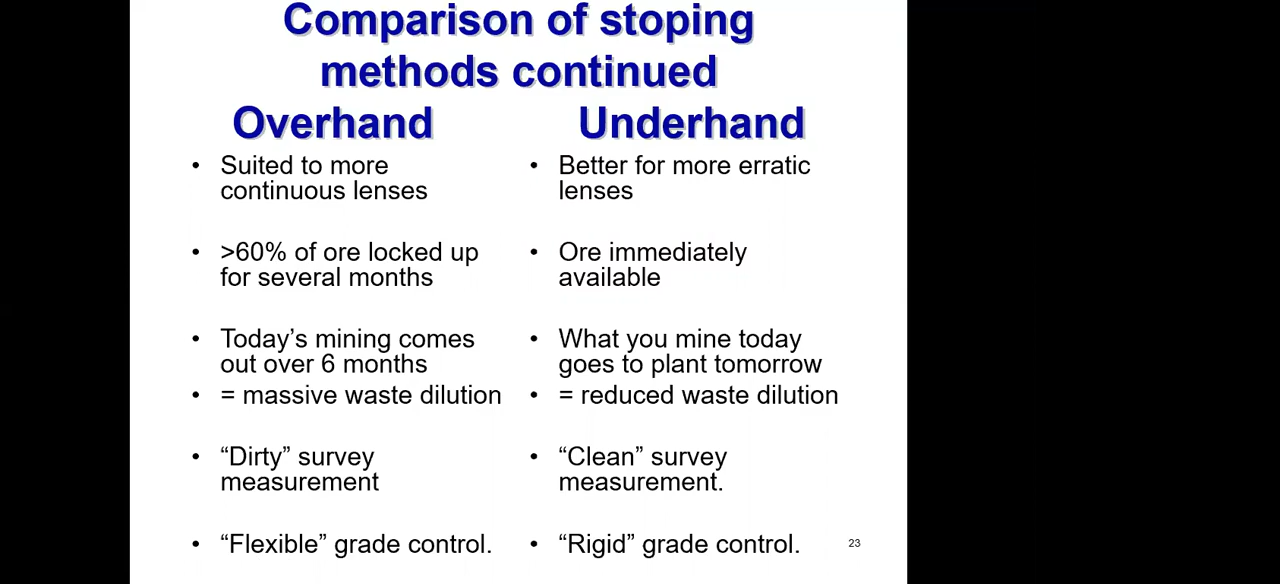 Comparison of stoping
methods continued
Overhand
Underhand
• Suited to more
continuous lenses
• >60% of ore locked up
for several months
• Today’s mining comes
out over 6 months
• = massive waste dilution
• “Dirty” survey
measurement
• “Flexible” grade control.
• Better for more erratic
lenses
• Ore immediately
available
• What you mine today
goes to plant tomorrow
• = reduced waste dilution
• “Clean” survey
measurement.
• “Rigid” grade control.
23